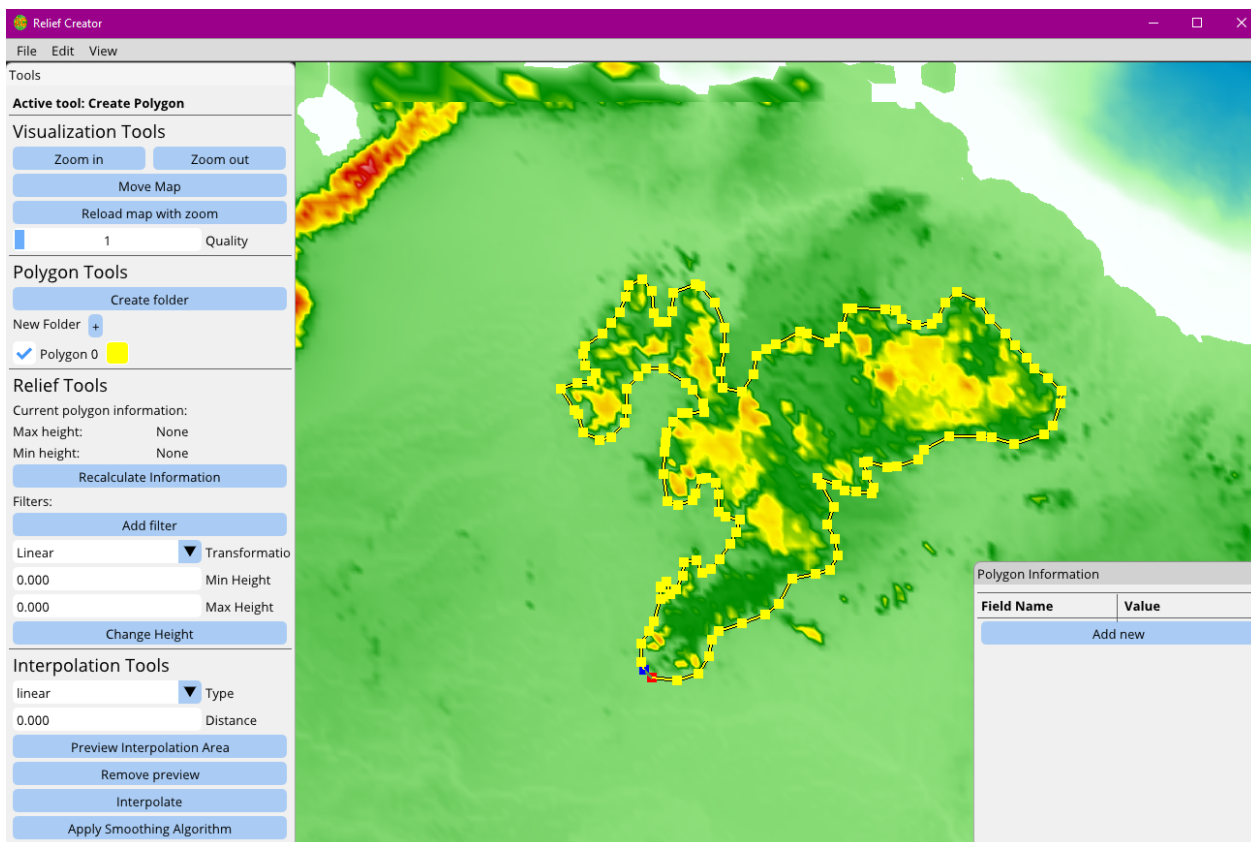 Relief Creator
File Edit View
Tools
Active tool: Create Polygon
Visualization Tools
Zoom in Zoom out
Move Map
Reload map with zoom
1 Quality
Polygon Tools
Create folder
New Folder +
Polygon 0
Relief Tools
Current polygon information:
Max height: None
Min height: None
Recalculate Information
Filters:
Add filter
Linear Transformatio
0.000 Min Height
0.000 Max Height
Change Height
Interpolation Tools
linear Type
0.000 Distance
Preview Interpolation Area
Remove preview
Interpolate
Apply Smoothing Algorithm
Polygon Information
Field Name Value
Add new